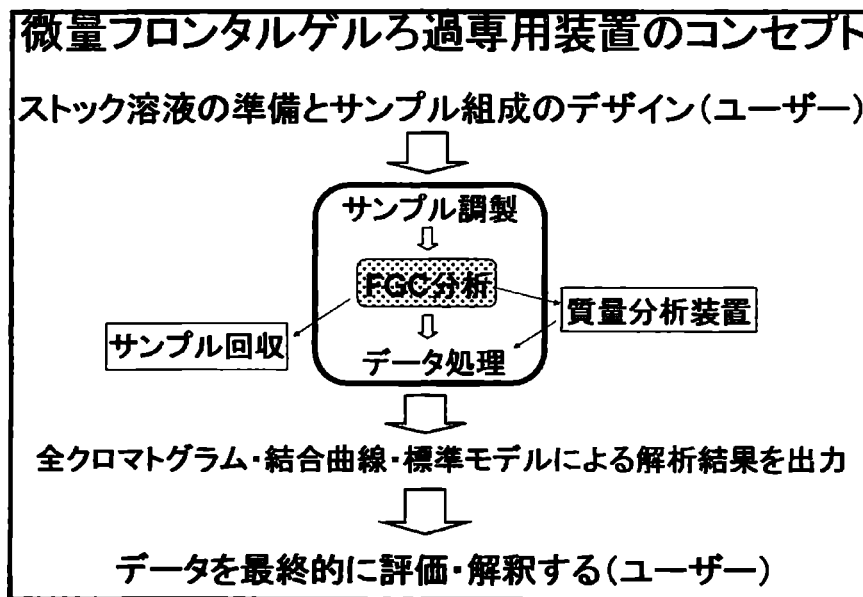 微量フロンタルゲルろ過専用装置のコンセプト
ストック溶液の準備とサンプル組成のデザイン(ユーザー)
サンプル調製
FGC分析
質量分析装置
サンプル回収
データ処理
全クロマトグラム・結合曲線・標準モデルによる解析結果を出力
データを最終的に評価・解釈する(ユーザー)